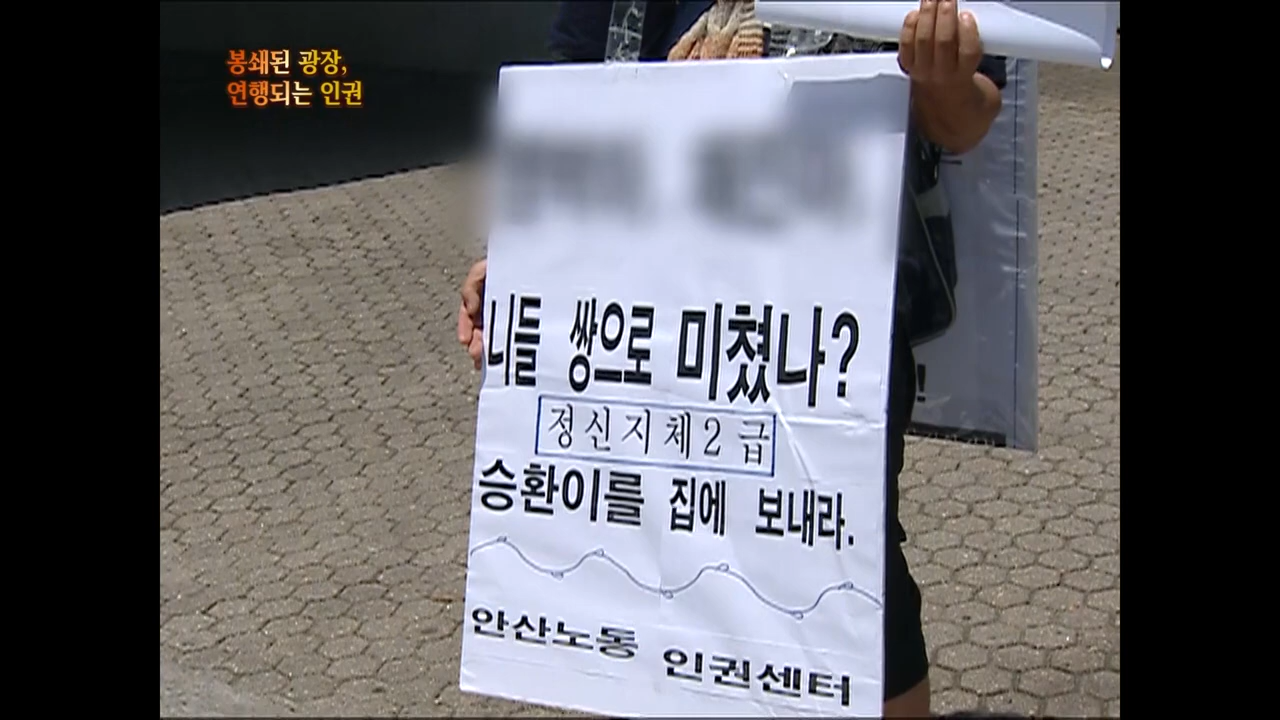 봉쇄된 광장,
연행되는 인권
니들 쌍으로 미쳤나?
정신지체2급
승환이를 집에 보내라.
안산노동 인권센터
!